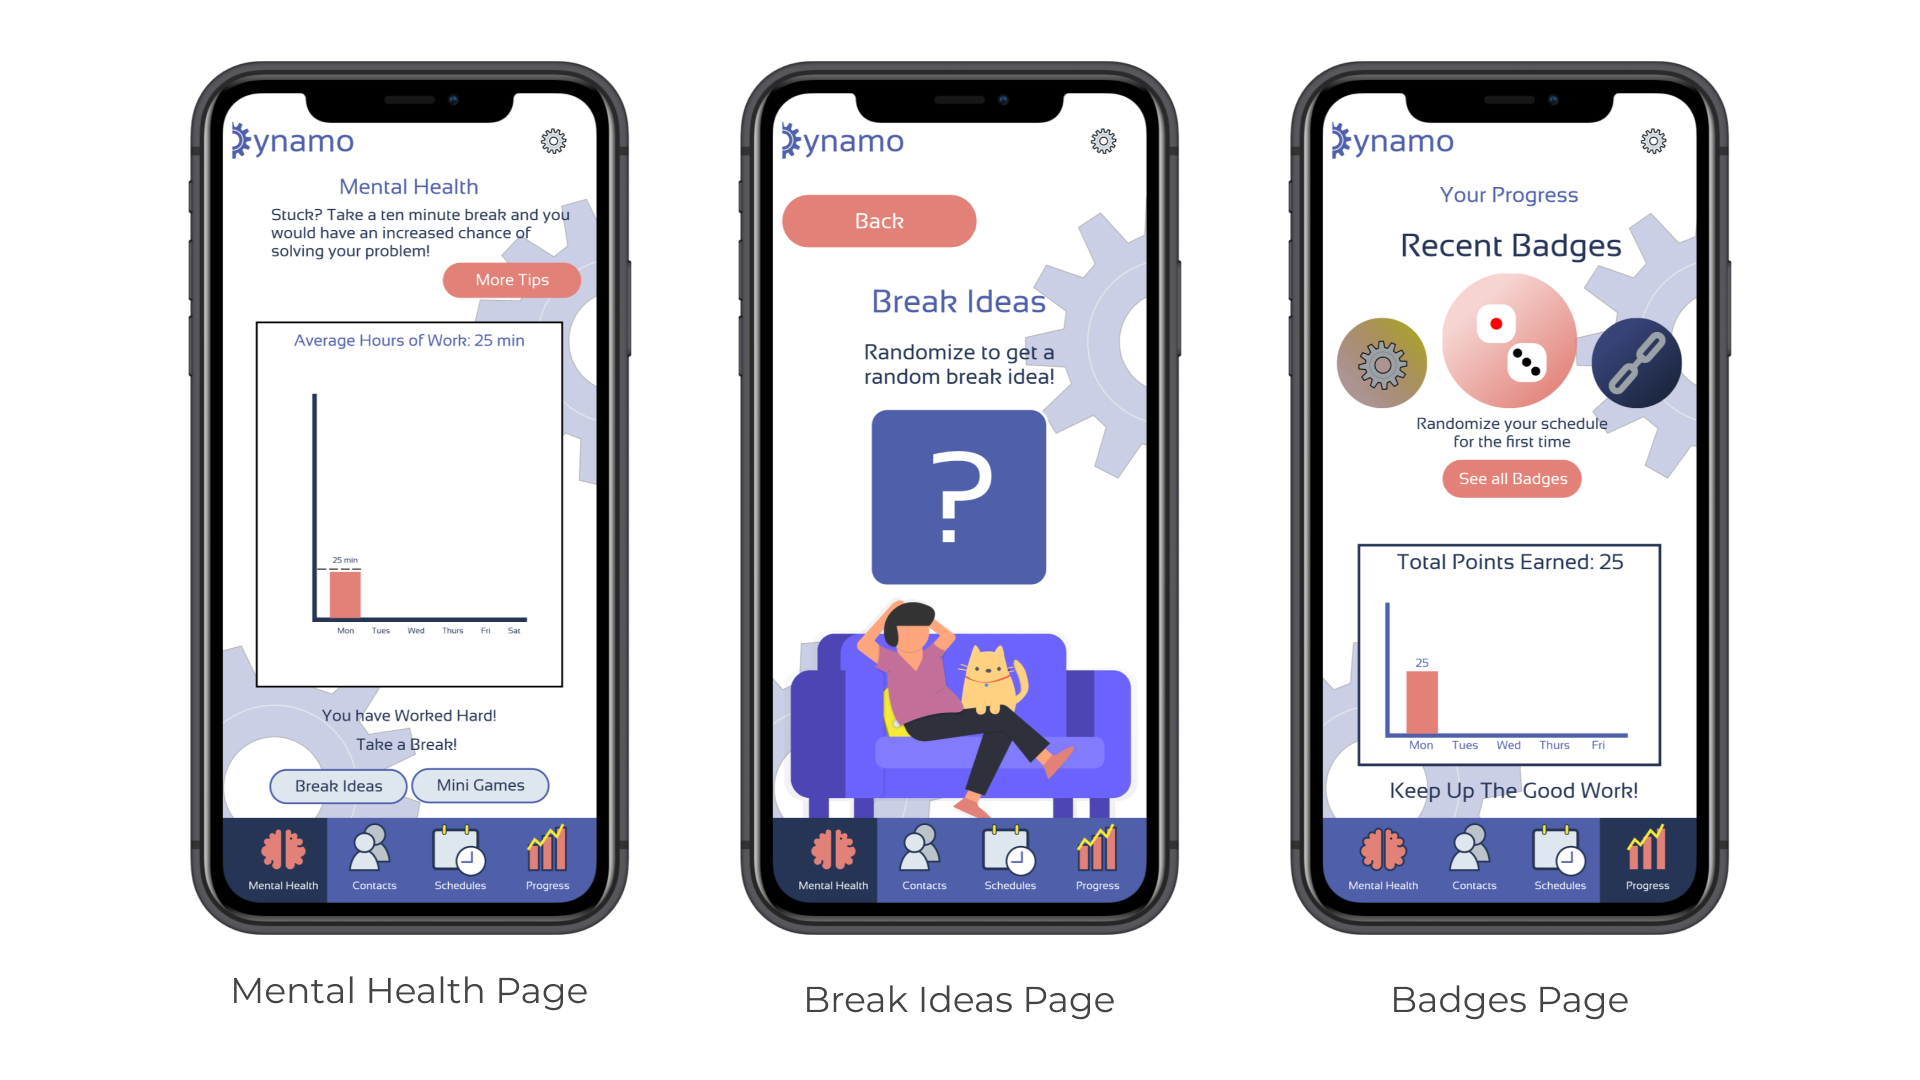 ynamo
Mental Health
Stuck? Take a ten minute break and you
would have an increased chance of
solving your problem!
More Tips
Average Hours of Work: 25 min
25 min
Mon Tues Wed Thurs Fri Sat
You have Worked Hard!
Take a Break!
Break Ideas
Mini Games
Mental Health Contacts Schedules Progress
Mental Health Page
ynamo
Back
Break Ideas
Randomize to get a
random break idea!
?
Mental Health Contacts Schedules Progress
Break Ideas Page
ynamo
Your Progress
Recent Badges
Randomize your schedule
for the first time
See all Badges
Total Points Earned: 25
25
Mon Tues Wed Thurs Fri
Keep Up The Good Work!
Mental Health Contacts Schedules Progress
Badges Page